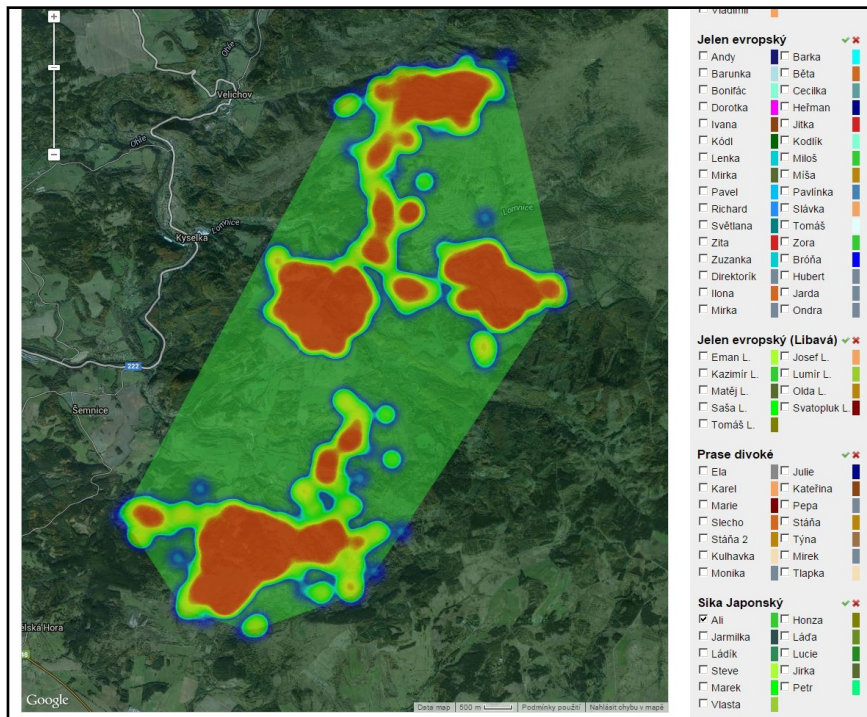 Vladimír
Jelen evropský
Andy Barka
Barunka Běta
Bonifác Cecilka
Dorotka Heřman
Ivana Jitka
Kódl Kodlík
Lenka Miloš
Mirka Míša
Pavel Pavlínka
Richard Slávka
Světlana Tomáš
Zita Zora
Zuzanka Bróňa
Direktorík Hubert
Ilona Jarda
Mirka Ondra
Jelen evropský (Libavá)
Eman L. Josef L.
Kazimír L. Lumír L.
Matěj L. Olda L.
Saša L. Svatopluk L.
Tomáš L.
Prase divoké
Ela Julie
Karel Kateřina
Marie Pepa
Slecho Stáňa
Stáňa 2 Týna
Kulhavka Mirek
Monika Tlapka
Sika Japonský
Ali Honza
Jarmilka Láďa
Ládík Lucie
Steve Jirka
Marek Petr
Vlasta
Ohře
Velichov
Ohře
Lomnice
Kyselka
Lomnice
222
Šemnice
elská Hora
Google
Data map 500 m Podmínky použití Nahlásit chybu v mapě